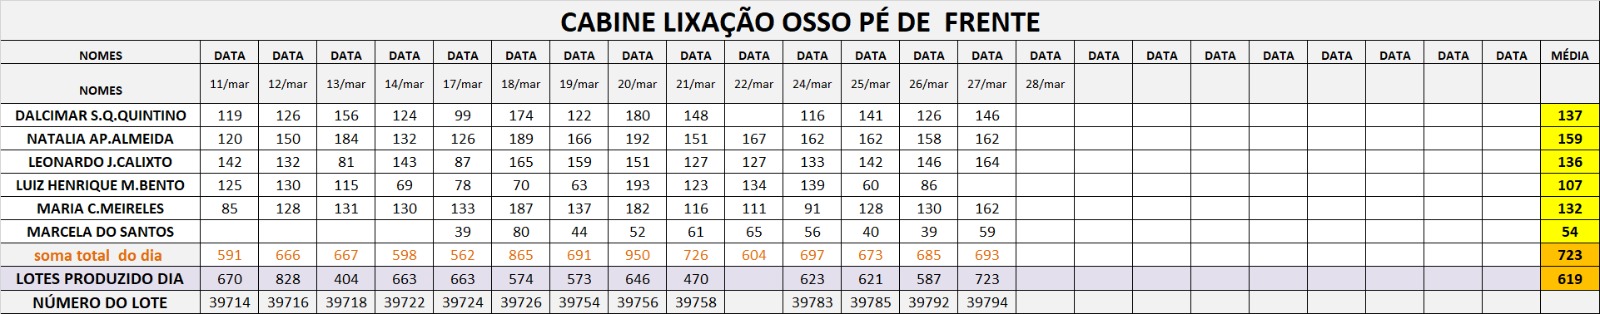 CABINE LIXAÇÃO OSSO PÉ DE FRENTE
NOMES DATA DATA DATA DATA DATA DATA DATA DATA DATA DATA DATA DATA DATA DATA DATA DATA DATA DATA DATA DATA DATA DATA DATA MÉDIA
NOMES 11/mar 12/mar 13/mar 14/mar 17/mar 18/mar 19/mar 20/mar 21/mar 22/mar 24/mar 25/mar 26/mar 27/mar 28/mar
DALCIMAR S.Q.QUINTINO 119 126 156 124 99 174 122 180 148 116 141 126 146 137
NATALIA AP.ALMEIDA 120 150 184 132 126 189 166 192 151 167 162 162 158 162 159
LEONARDO J.CALIXTO 142 132 81 143 87 165 159 151 127 127 133 142 146 164 136
LUIZ HENRIQUE M.BENTO 125 130 115 69 78 70 63 193 123 134 139 60 86 107
MARIA C.MEIRELES 85 128 131 130 133 187 137 182 116 111 91 128 130 162 132
MARCELA DO SANTOS 39 80 44 52 61 65 56 40 39 59 54
soma total do dia 591 666 667 598 562 865 691 950 726 604 697 673 685 693 723
LOTES PRODUZIDO DIA 670 828 404 663 663 574 573 646 470 623 621 587 723 619
NÚMERO DO LOTE 39714 39716 39718 39722 39724 39726 39754 39756 39758 39783 39785 39792 39794